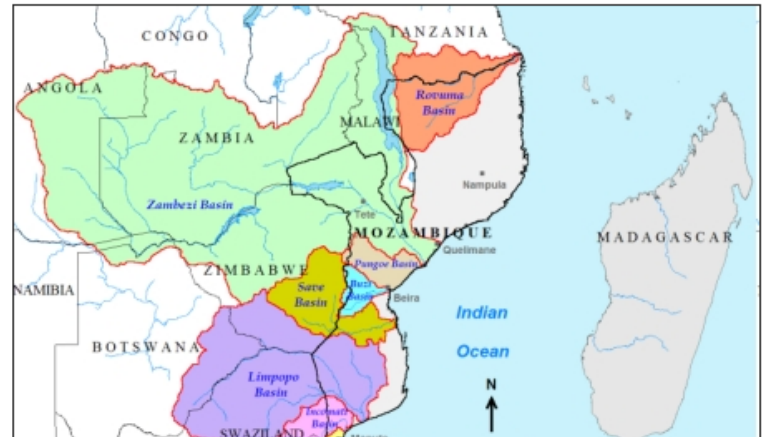 CONGO
TANZANIA
ANGOLA
Rovuma
Basin
MALAWI
ZAMBIA
Nampula
Zambezi Basin
Tete
MOZAMBIQUE
MADAGASCAR
Quelimane
Pungoe Basin
ZIMBABWE
NAMIBIA
Save
Basin
Buzi
Basin
Beira
Indian
Ocean
BOTSWANA
Limpopo
Basin
N
Incomati
Basin
SWAZILAND